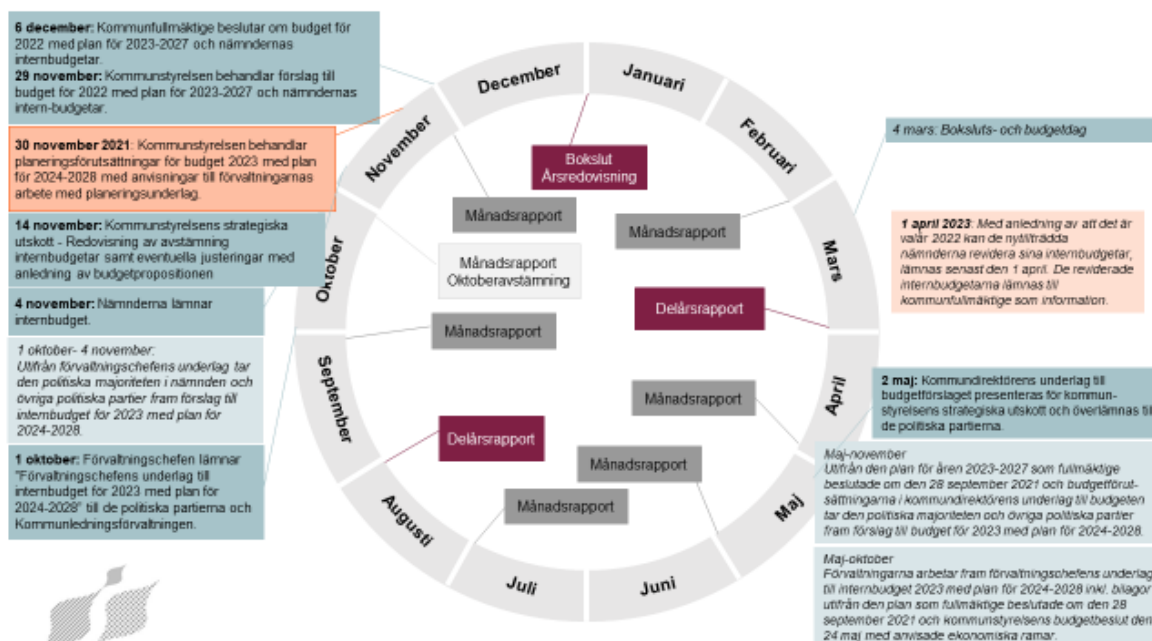 6 december: Kommunfullmäktige beslutar om budget för
2022 med plan för 2023-2027 och nämndernas
internbudgetar.
29 november: Kommunstyrelsen behandlar förslag till
budget för 2022 med plan för 2023-2027 och nämndernas
intern-budgetar.
30 november 2021: Kommunstyrelsen behandlar
planeringsförutsättningar för budget 2023 med plan
för 2024-2028 med anvisningar till förvaltningarnas
arbete med planeringsunderlag.
14 november: Kommunstyrelsens strategiska
utskott - Redovisning av avstämning
internbudgetar samt eventuella justeringar med
anledning av budgetpropositionen
4 november: Nämnderna lämnar
internbudget.
1 oktober- 4 november:
Utifrån förvaltningschefens underlag tar
den politiska majoriteten i nämnden och
övriga politiska partier fram förslag till
internbudget för 2023 med plan för
2024-2028.
1 oktober: Förvaltningschefen lämnar
"Förvaltningschefens underlag till
internbudget för 2023 med plan för
2024-2028" till de politiska partierna och
Kommunledningsförvaltningen.
December
Januari
Februari
Mars
April
Maj
Juni
Juli
Augusti
September
Oktober
November
Bokslut
Årsredovisning
Månadsrapport
Månadsrapport
Månadsrapport
Oktoberavstämning
Delårsrapport
Månadsrapport
Månadsrapport
Delårsrapport
Månadsrapport
Månadsrapport
4 mars: Boksluts- och budgetdag
1 april 2023: Med anledning av att det är
valår 2022 kan de nytillträdda
nämnderna revidera sina internbudgetar,
lämnas senast den 1 april. De reviderade
internbudgetarna lämnas till
kommunfullmäktige som information.
2 maj: Kommundirektörens underlag till
budgetförslaget presenteras för kommun-
styrelsens strategiska utskott och överlämnas till
de politiska partierna.
Maj-november
Utifrån den plan för åren 2023-2027 som fullmäktige
beslutade om den 28 september 2021 och budgetförut-
sättningarna i kommundirektörens underlag till budgeten
tar den politiska majoriteten och övriga politiska partier
fram förslag till budget för 2023 med plan för 2024-2028.
Maj-oktober
Förvaltningarna arbetar fram förvaltningschefens underlag
till internbudget 2023 med plan för 2024-2028 inkl. bilagor
utifrån den plan som fullmäktige beslutade om den 28
september 2021 och kommunstyrelsens budgetbeslut den
24 maj med anvisade ekonomiska ramar.